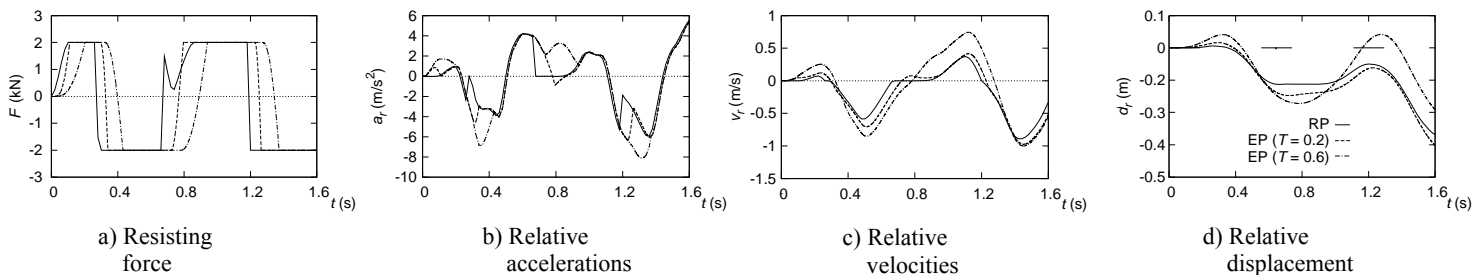 3
2
1
0
-1
-2
-3
F (kN)
0 0.4 0.8 1.2 1.6
t (s)
a) Resisting
force
6
4
2
0
-2
-4
-6
-8
-10
a_r (m/s²)
0 0.4 0.8 1.2 1.6
t (s)
b) Relative
accelerations
1
0.5
0
-0.5
-1
-1.5
v_r (m/s)
0 0.4 0.8 1.2 1.6
t (s)
c) Relative
velocities
0.1
0
-0.1
-0.2
-0.3
-0.4
-0.5
d_r (m)
RP
EP (T = 0.2)
EP (T = 0.6)
0 0.4 0.8 1.2 1.6
t (s)
d) Relative
displacement